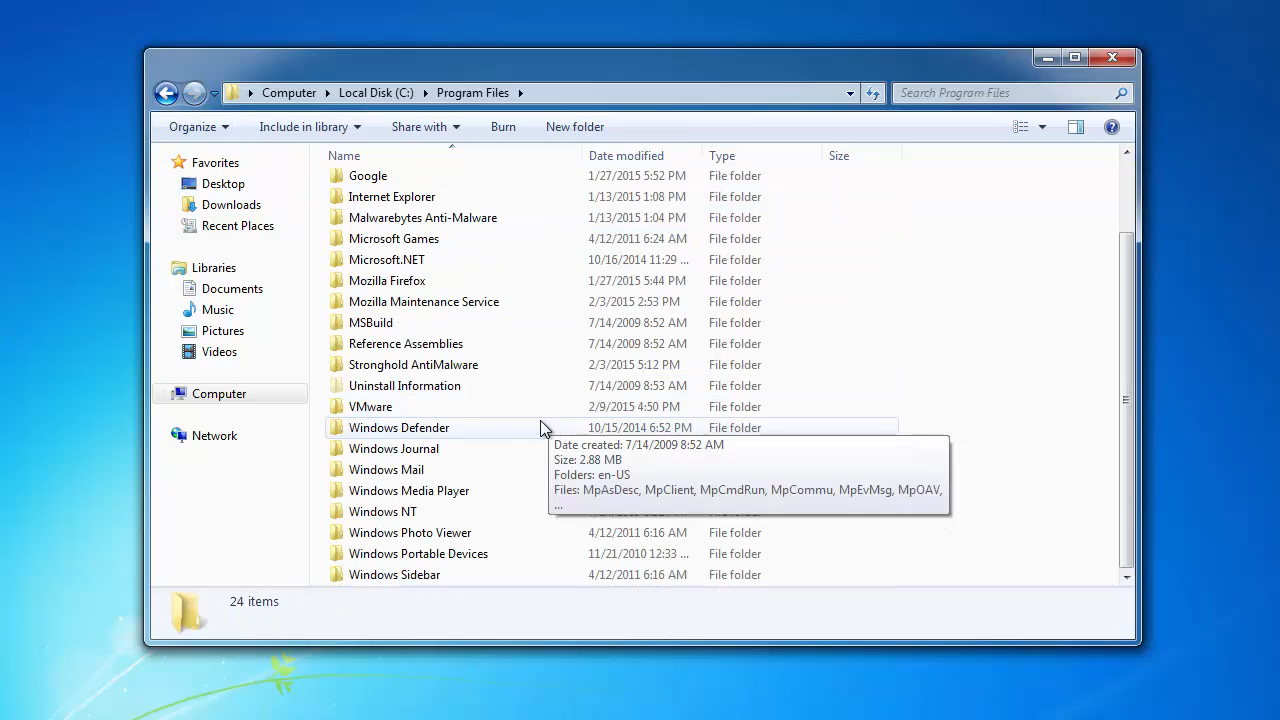 Computer Local Disk (C:) Program Files
Search Program Files
Organize Include in library Share with Burn New folder
Name Date modified Type Size
Favorites
Desktop
Downloads
Recent Places
Libraries
Documents
Music
Pictures
Videos
Computer
Network
Google 1/27/2015 5:52 PM File folder
Internet Explorer 1/13/2015 1:08 PM File folder
Malwarebytes Anti-Malware 1/13/2015 1:04 PM File folder
Microsoft Games 4/12/2011 6:24 AM File folder
Microsoft.NET 10/16/2014 11:29 ... File folder
Mozilla Firefox 1/27/2015 5:44 PM File folder
Mozilla Maintenance Service 2/3/2015 2:53 PM File folder
MSBuild 7/14/2009 8:52 AM File folder
Reference Assemblies 7/14/2009 8:52 AM File folder
Stronghold AntiMalware 2/3/2015 5:12 PM File folder
Uninstall Information 7/14/2009 8:53 AM File folder
VMware 2/9/2015 4:50 PM File folder
Windows Defender 10/15/2014 6:52 PM File folder
Windows Journal
Windows Mail
Windows Media Player
Windows NT
Windows Photo Viewer 4/12/2011 6:16 AM File folder
Windows Portable Devices 11/21/2010 12:33 ... File folder
Windows Sidebar 4/12/2011 6:16 AM File folder
Date created: 7/14/2009 8:52 AM
Size: 2.88 MB
Folders: en-US
Files: MpAsDesc, MpClient, MpCmdRun, MpCommu, MpEvMsg, MpOAV,
...
24 items